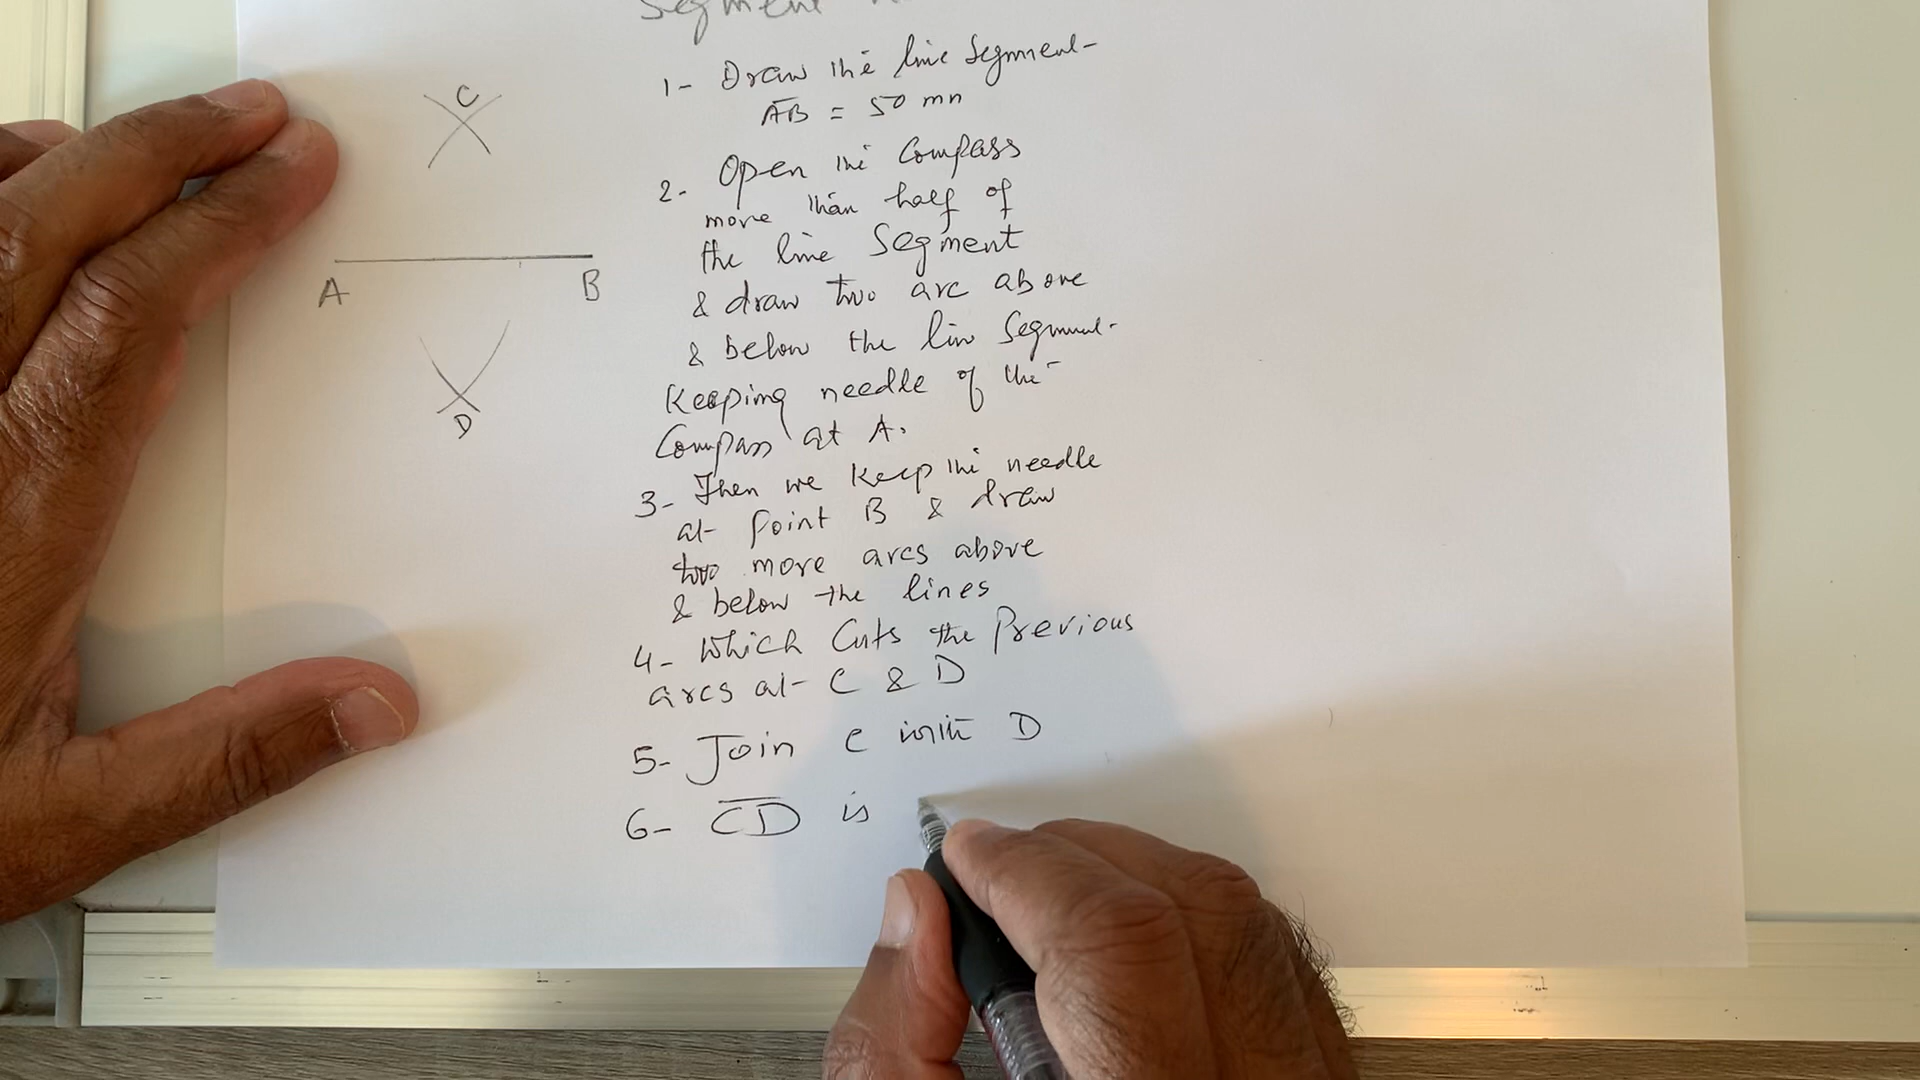 Segment
C
A
B
D
1- Draw the line Segment
AB = 50 mm
2- Open the Compass
more than half of
the line Segment
& draw two arc above
& below the line Segment
Keeping needle of the
Compass at A.
3- Then we Keep the needle
at point B & draw
two more arcs above
& below the lines
4- Which Cuts the Previous
arcs at C & D
5- Join C with D
6- CD is